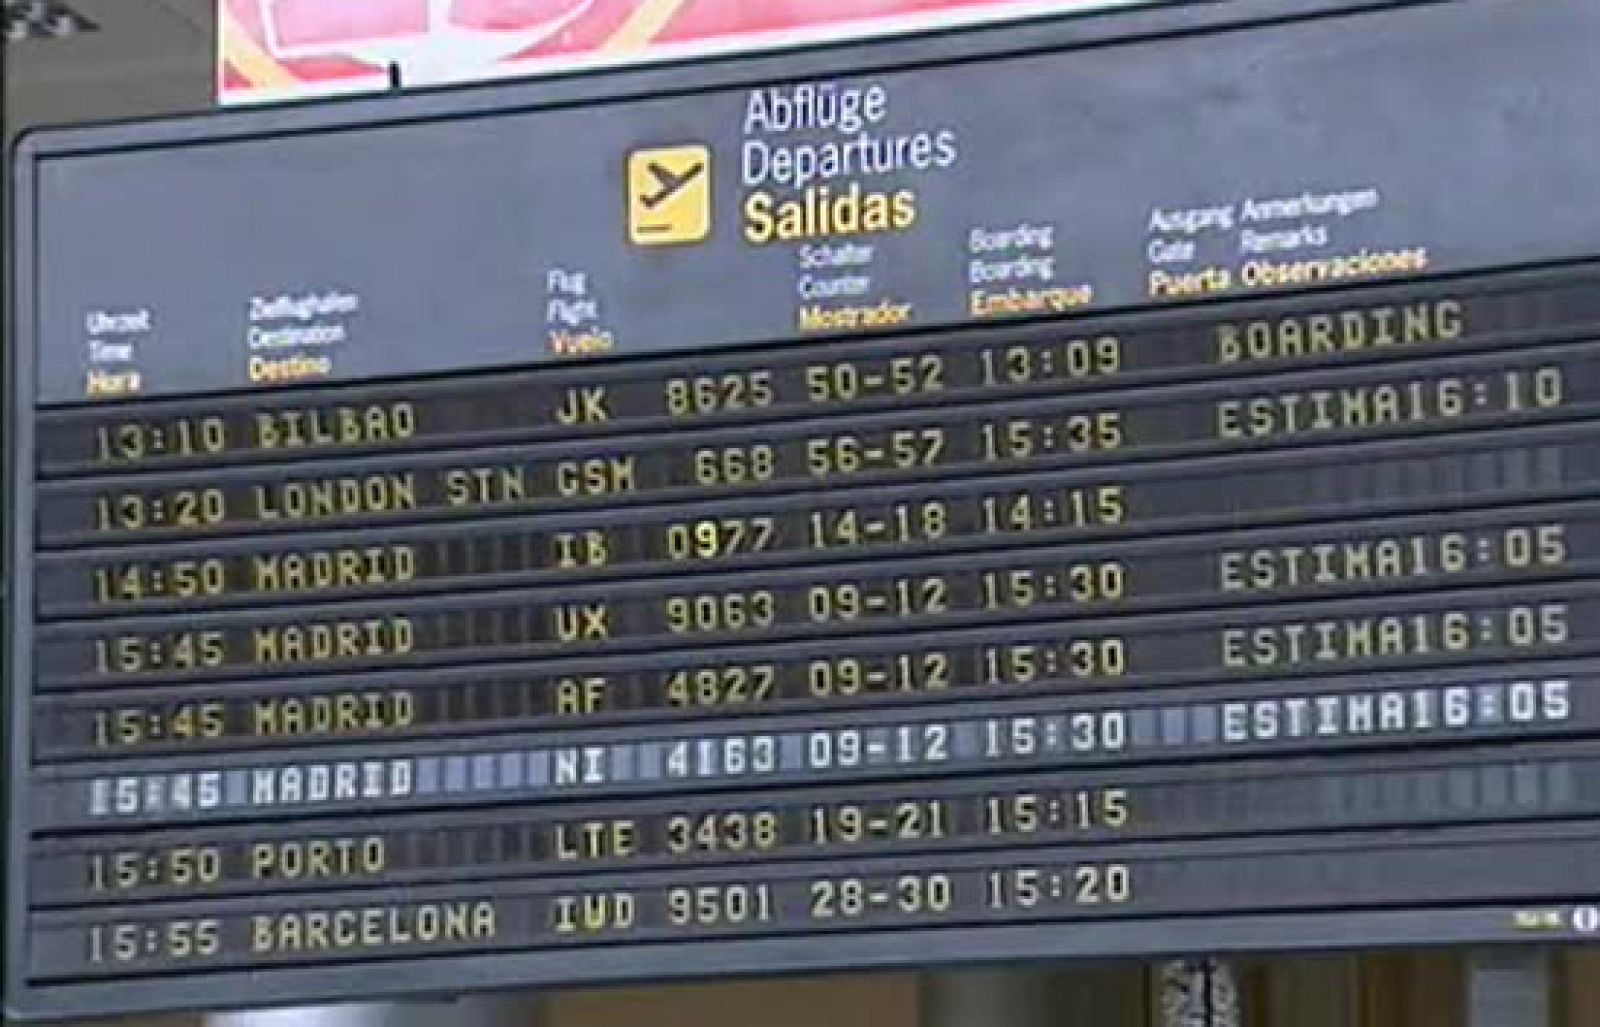 Abflüge
Departures
Salidas
Uhrzeit Zielflughafen Flug Schalter Boarding Ausgang Anmerkungen
Time Destination Flight Counter Boarding Gate Remarks
Hora Destino Vuelo Mostrador Embarque Puerta Observaciones
13:10 BILBAO JK 8625 50-52 13:09 BOARDING
13:20 LONDON STN GSM 668 56-57 15:35 ESTIMA16:10
14:50 MADRID IB 0977 14-18 14:15
15:45 MADRID UX 9063 09-12 15:30 ESTIMA16:05
15:45 MADRID AF 4827 09-12 15:30 ESTIMA16:05
15:45 MADRID NI 4163 09-12 15:30 ESTIMA16:05
15:50 PORTO LTE 3438 19-21 15:15
15:55 BARCELONA IWD 9501 28-30 15:20